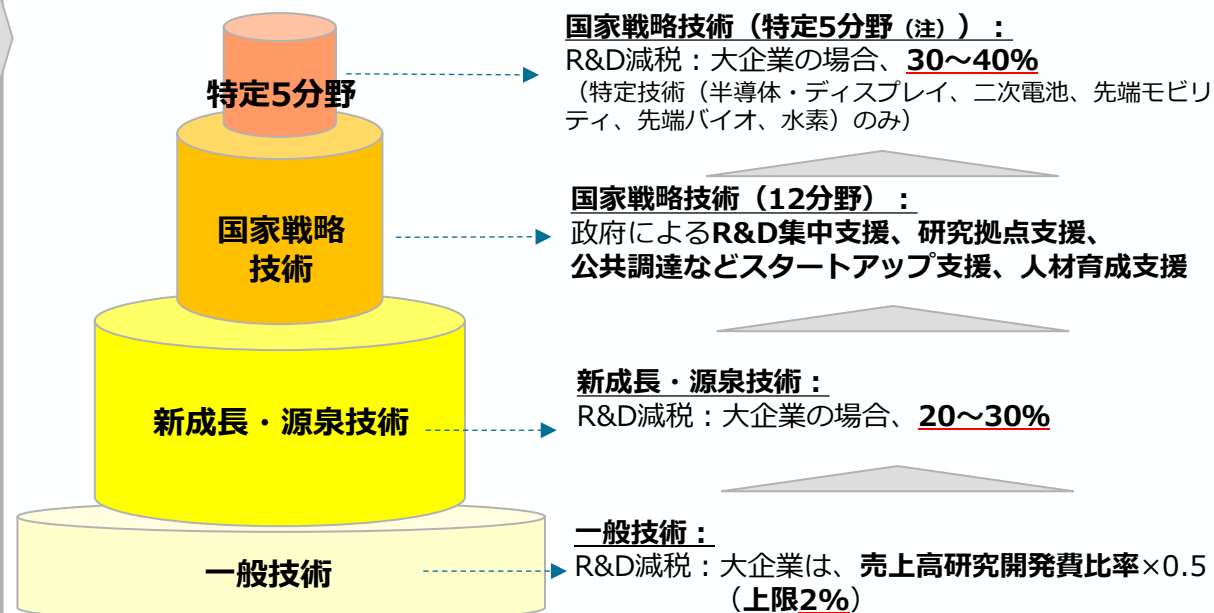 国家戦略技術（特定5分野（注））：
R&D減税：大企業の場合、30～40%
（特定技術（半導体・ディスプレイ、二次電池、先端モビリ
ティ、先端バイオ、水素）のみ）
特定5分野
国家戦略技術（12分野）：
政府によるR&D集中支援、研究拠点支援、
公共調達などスタートアップ支援、人材育成支援
国家戦略
技術
新成長・源泉技術：
R&D減税：大企業の場合、20～30%
新成長・源泉技術
一般技術：
R&D減税：大企業は、売上高研究開発費比率×0.5
（上限2%）
一般技術